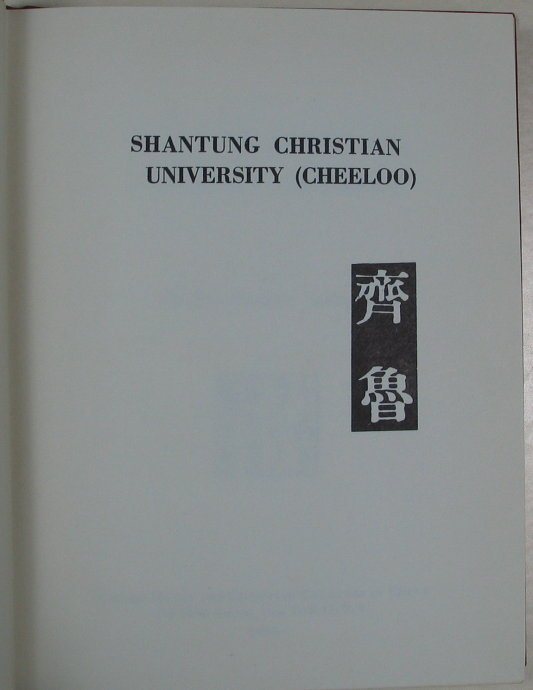 SHANTUNG CHRISTIAN
UNIVERSITY (CHEELOO)
齊魯